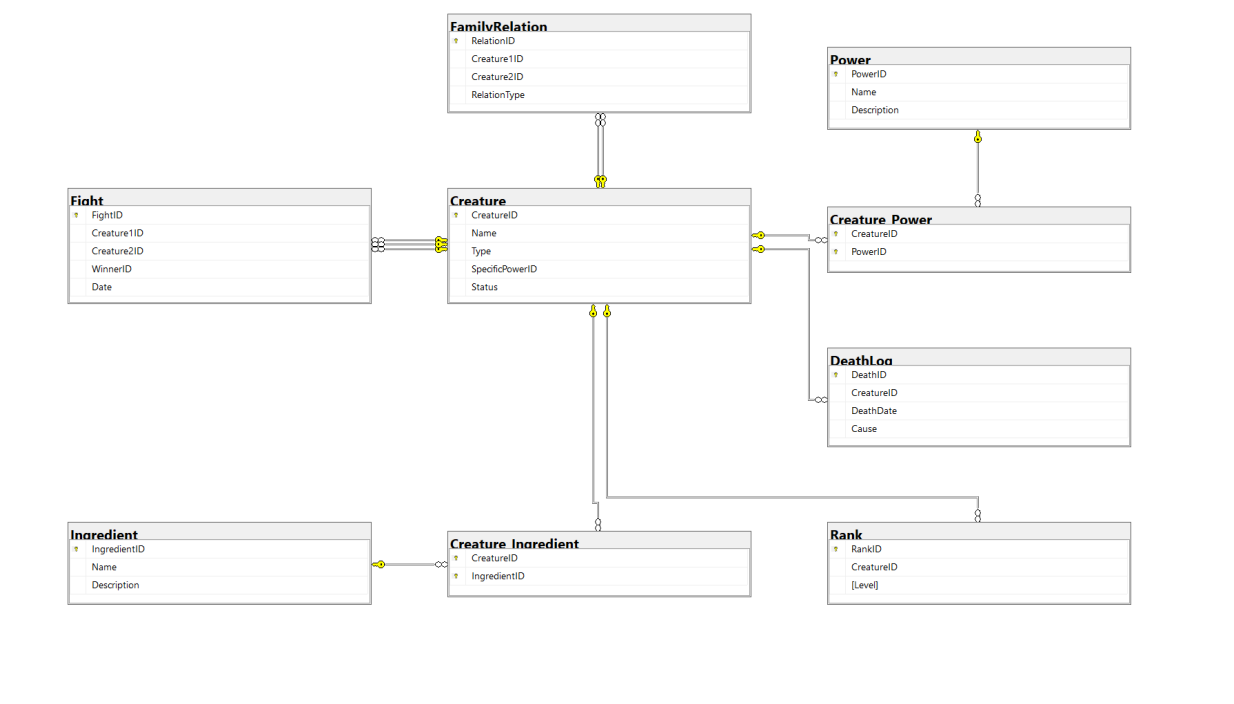 FamilyRelation
RelationID
Creature1ID
Creature2ID
RelationType
Power
PowerID
Name
Description
Fight
FightID
Creature1ID
Creature2ID
WinnerID
Date
Creature
CreatureID
Name
Type
SpecificPowerID
Status
Creature_Power
CreatureID
PowerID
DeathLog
DeathID
CreatureID
DeathDate
Cause
Ingredient
IngredientID
Name
Description
Creature_Ingredient
CreatureID
IngredientID
Rank
RankID
CreatureID
[Level]